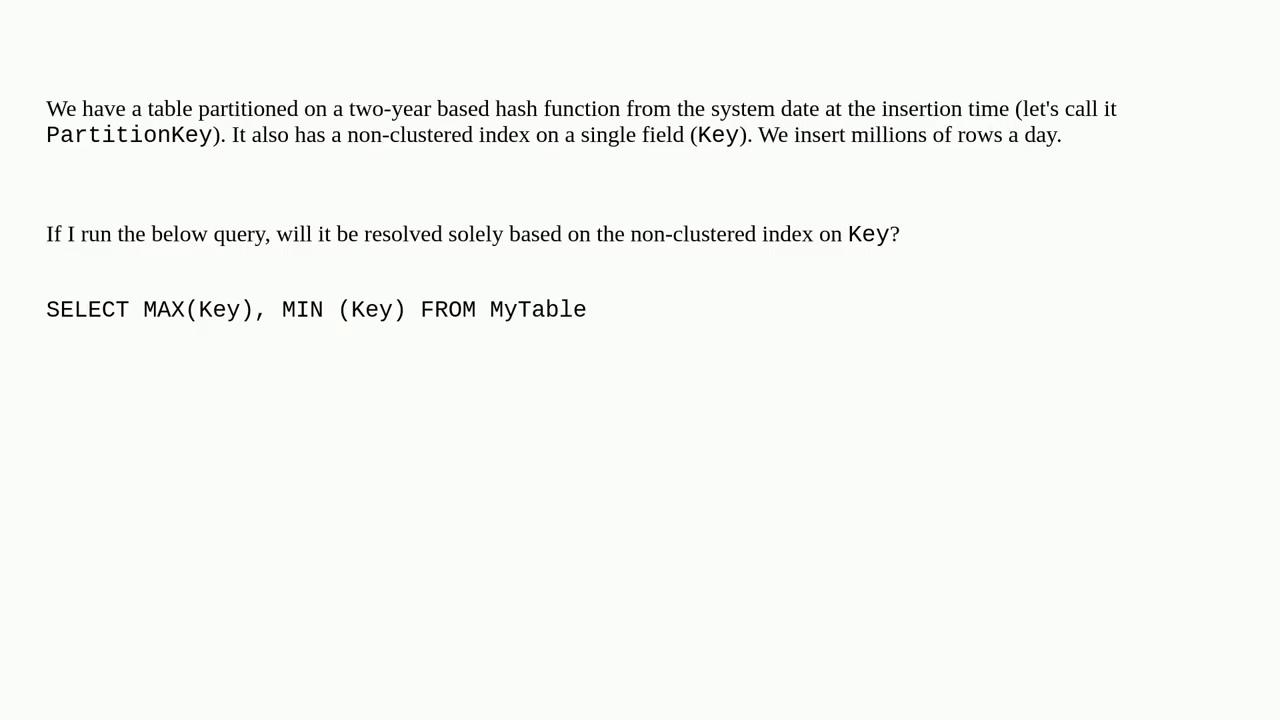 We have a table partitioned on a two-year based hash function from the system date at the insertion time (let's call it
PartitionKey). It also has a non-clustered index on a single field (Key). We insert millions of rows a day.
If I run the below query, will it be resolved solely based on the non-clustered index on Key?
SELECT MAX(Key), MIN (Key) FROM MyTable